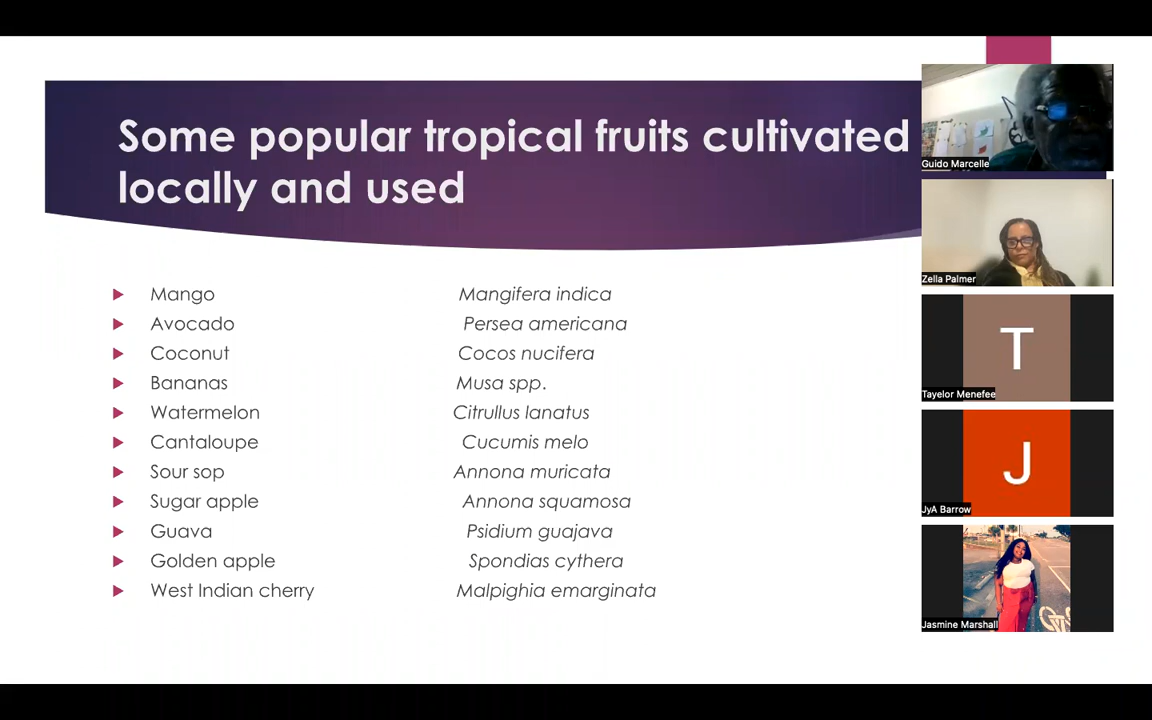 Some popular tropical fruits cultivated
locally and used
Mango Mangifera indica
Avocado Persea americana
Coconut Cocos nucifera
Bananas Musa spp.
Watermelon Citrullus lanatus
Cantaloupe Cucumis melo
Sour sop Annona muricata
Sugar apple Annona squamosa
Guava Psidium guajava
Golden apple Spondias cythera
West Indian cherry Malpighia emarginata
Guido Marcelle
Zella Palmer
T
Tayelor Menefee
J
JyA Barrow
Jasmine Marshall